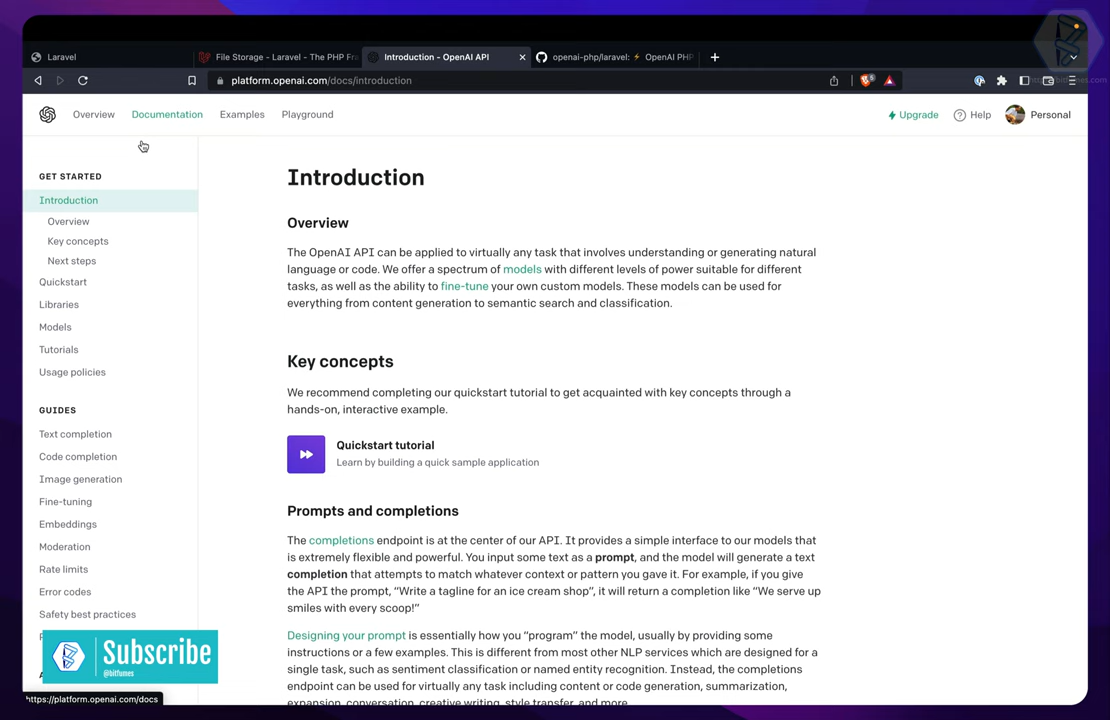 Laravel
File Storage - Laravel - The PHP Fr
Introduction - OpenAI API
openai-php/laravel: ⚡ OpenAI PHP
platform.openai.com/docs/introduction
5
Overview
Documentation
Examples
Playground
Upgrade
Help
Personal
GET STARTED
Introduction
Overview
Key concepts
Next steps
Quickstart
Libraries
Models
Tutorials
Usage policies
GUIDES
Text completion
Code completion
Image generation
Fine-tuning
Embeddings
Moderation
Rate limits
Error codes
Safety best practices
Subscribe
@bitfumes
https://platform.openai.com/docs
Introduction
Overview
The OpenAI API can be applied to virtually any task that involves understanding or generating natural
language or code. We offer a spectrum of models with different levels of power suitable for different
tasks, as well as the ability to fine-tune your own custom models. These models can be used for
everything from content generation to semantic search and classification.
Key concepts
We recommend completing our quickstart tutorial to get acquainted with key concepts through a
hands-on, interactive example.
Quickstart tutorial
Learn by building a quick sample application
Prompts and completions
The completions endpoint is at the center of our API. It provides a simple interface to our models that
is extremely flexible and powerful. You input some text as a prompt, and the model will generate a text
completion that attempts to match whatever context or pattern you gave it. For example, if you give
the API the prompt, “Write a tagline for an ice cream shop”, it will return a completion like “We serve up
smiles with every scoop!”
Designing your prompt is essentially how you “program” the model, usually by providing some
instructions or a few examples. This is different from most other NLP services which are designed for a
single task, such as sentiment classification or named entity recognition. Instead, the completions
endpoint can be used for virtually any task including content or code generation, summarization,
expansion, conversation, creative writing, style transfer, and more.